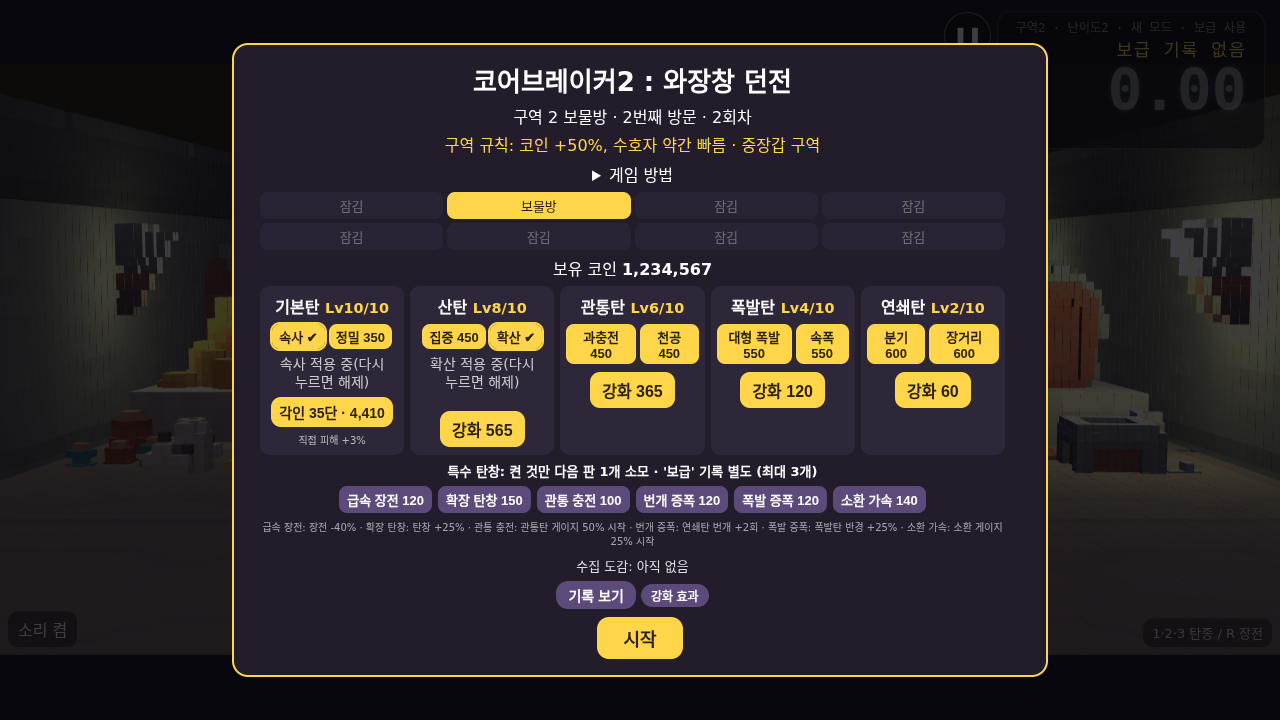 구역2 · 난이도2 · 새 모드 · 보급 사용
보급 기록 없음
0.00
코어브레이커2 : 와장창 던전
구역 2 보물방 · 2번째 방문 · 2회차
구역 규칙: 코인 +50%, 수호자 약간 빠름 · 중장갑 구역
▶ 게임 방법
잠김 보물방 잠김 잠김
잠김 잠김 잠김 잠김
보유 코인 1,234,567
기본탄 Lv10/10
속사 ✔ 정밀 350
속사 적용 중(다시
누르면 해제)
각인 35단 · 4,410
직접 피해 +3%
산탄 Lv8/10
집중 450 확산 ✔
확산 적용 중(다시
누르면 해제)
강화 565
관통탄 Lv6/10
과충전
450
천공
450
강화 365
폭발탄 Lv4/10
대형 폭발
550
속폭
550
강화 120
연쇄탄 Lv2/10
분기
600
장거리
600
강화 60
특수 탄창: 켠 것만 다음 판 1개 소모 · '보급' 기록 별도 (최대 3개)
급속 장전 120 확장 탄창 150 관통 충전 100 번개 증폭 120 폭발 증폭 120 소환 가속 140
급속 장전: 장전 -40% · 확장 탄창: 탄창 +25% · 관통 충전: 관통탄 게이지 50% 시작 · 번개 증폭: 연쇄탄 번개 +2회 · 폭발 증폭: 폭발탄 반경 +25% · 소환 가속: 소환 게이지
25% 시작
수집 도감: 아직 없음
기록 보기 강화 효과
시작
소리 켬
1·2·3 탄종 / R 장전